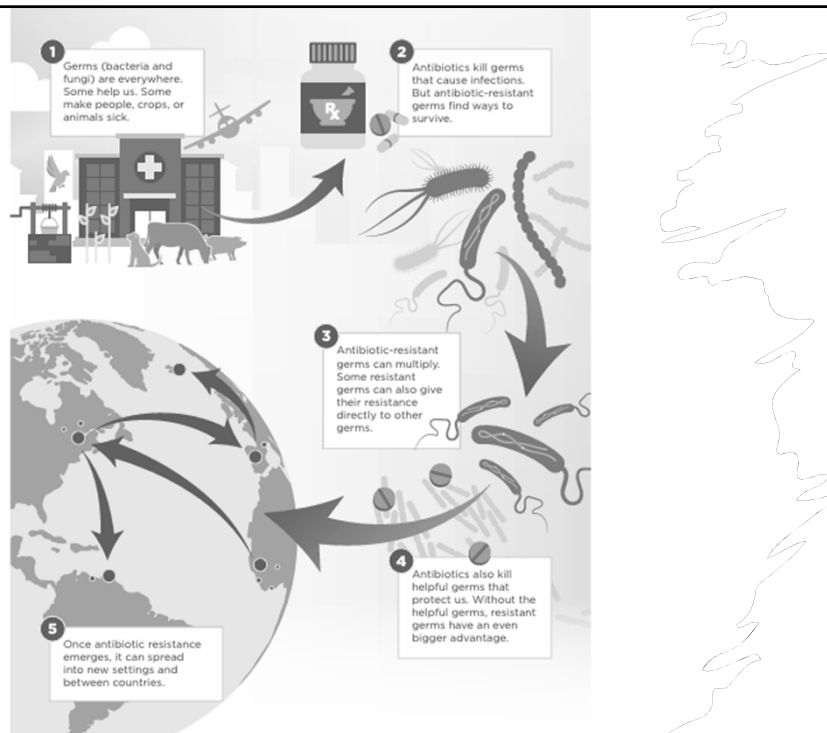 1
Germs (bacteria and
fungi) are everywhere.
Some help us. Some
make people, crops, or
animals sick.
Rx
2
Antibiotics kill germs
that cause infections.
But antibiotic-resistant
germs find ways to
survive.
3
Antibiotic-resistant
germs can multiply.
Some resistant
germs can also give
their resistance
directly to other
germs.
4
Antibiotics also kill
helpful germs that
protect us. Without the
helpful germs, resistant
germs have an even
bigger advantage.
5
Once antibiotic resistance
emerges, it can spread
into new settings and
between countries.